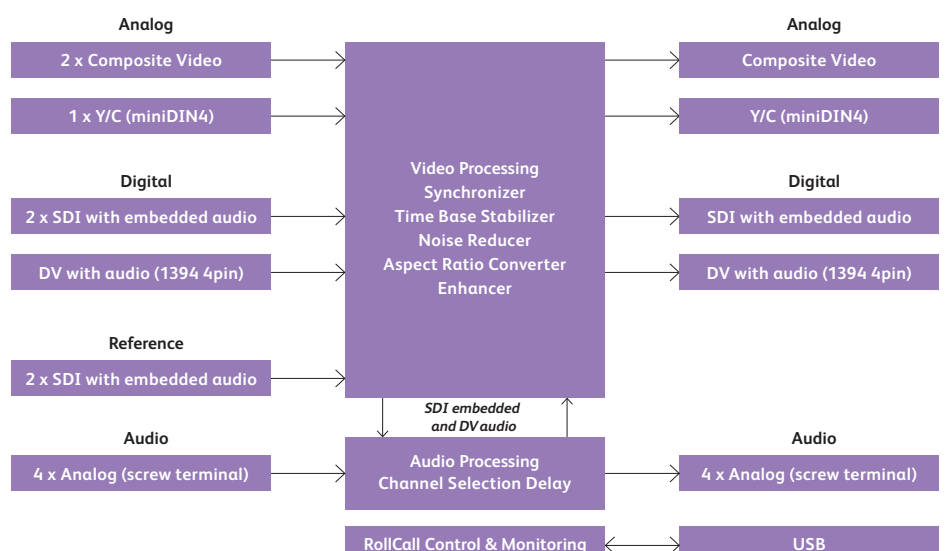 Analog
2 x Composite Video
1 x Y/C (miniDIN4)
Digital
2 x SDI with embedded audio
DV with audio (1394 4pin)
Reference
2 x SDI with embedded audio
Audio
4 x Analog (screw terminal)
Video Processing
Synchronizer
Time Base Stabilizer
Noise Reducer
Aspect Ratio Converter
Enhancer
SDI embedded
and DV audio
Audio Processing
Channel Selection Delay
RollCall Control & Monitoring
Analog
Composite Video
Y/C (miniDIN4)
Digital
SDI with embedded audio
DV with audio (1394 4pin)
Audio
4 x Analog (screw terminal)
USB